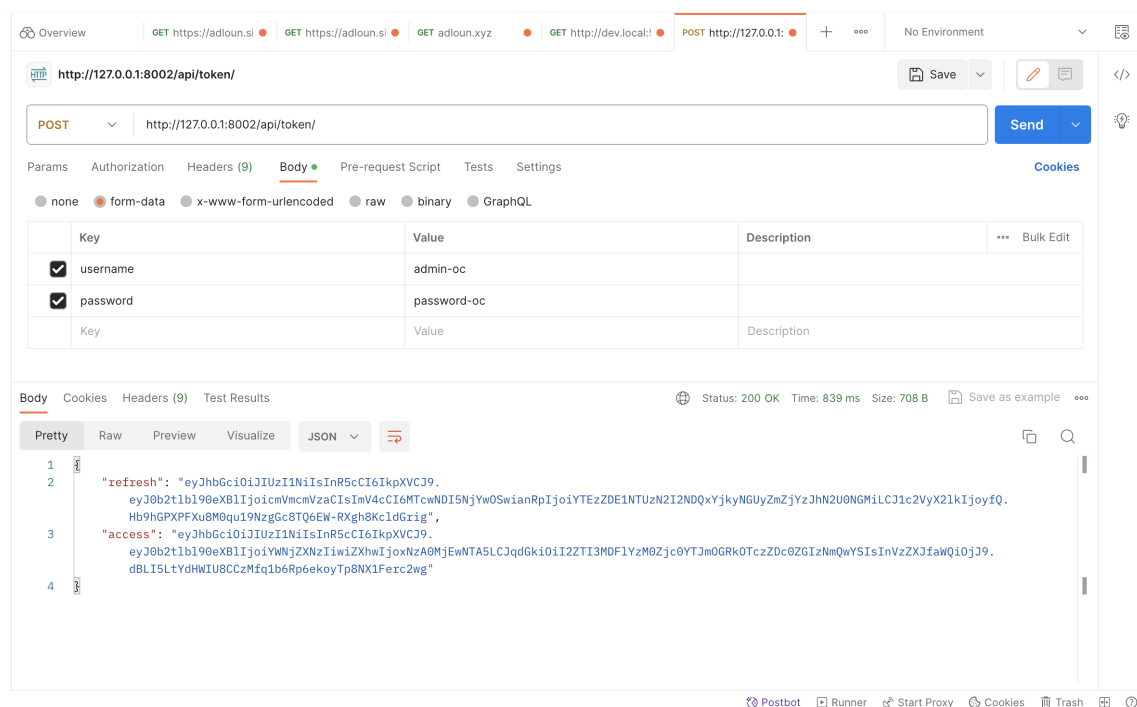 Overview
GET https://adloun.si
GET https://adloun.si
GET adloun.xyz
GET http://dev.local:!
POST http://127.0.0.1:
No Environment
HTTP http://127.0.0.1:8002/api/token/
Save
POST http://127.0.0.1:8002/api/token/
Send
Params Authorization Headers (9) Body Pre-request Script Tests Settings Cookies
none form-data x-www-form-urlencoded raw binary GraphQL
Key Value Description Bulk Edit
username admin-oc
password password-oc
Key Value Description
Body Cookies Headers (9) Test Results Status: 200 OK Time: 839 ms Size: 708 B Save as example
Pretty Raw Preview Visualize JSON
1 {
2 "refresh": "eyJhbGciOiJIUzI1NiIsInR5cCI6IkpXVCJ9.
eyJ0b2tlbl90eXBlIjoicmVmcmVzaCIsImV4cCI6MTcwNDI5NjYwOSwianRpIjoiYTEzZDE1NTUzN2I2NDQxYjkyNGUyZmZjYzJhN2U0NGMiLCJ1c2VyX2lkIjoyfQ.
Hb9hGPXPFXu8M0qu19NzgGc8TQ6EW-RXgh8KcldGrig",
3 "access": "eyJhbGciOiJIUzI1NiIsInR5cCI6IkpXVCJ9.
eyJ0b2tlbl90eXBlIjoiYWNjZXNzIiwiZXhwIjoxNzA0MjEwNTA5LCJqdGkiOiI2ZTI3MDFlYzM0Zjc0YTJmOGRkOTczZDc0ZGIzNmQwYSIsInVzZXJfaWQiOjJ9.
dBLI5LtYdHWIU8CCzMfq1b6Rp6ekoyTp8NX1Ferc2wg"
4 }
Postbot Runner Start Proxy Cookies Trash